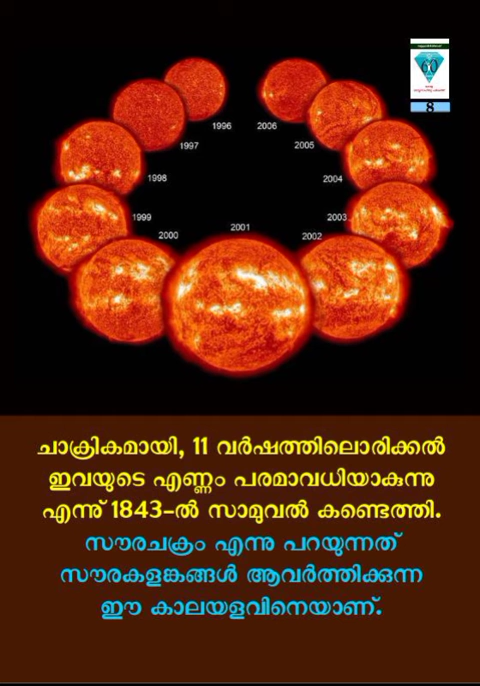 60
8
1996
2006
1997
2005
1998
2004
1999
2003
2000
2001
2002
ചാക്രികമായി, 11 വർഷത്തിലൊരിക്കൽ
ഇവയുടെ എണ്ണം പരമാവധിയാകുന്നു
എന്നു് 1843-ൽ സാമുവൽ കണ്ടെത്തി.
സൗരചക്രം എന്നു പറയുന്നത്
സൗരകളങ്കങ്ങൾ ആവർത്തിക്കുന്ന
ഈ കാലയളവിനെയാണ്.